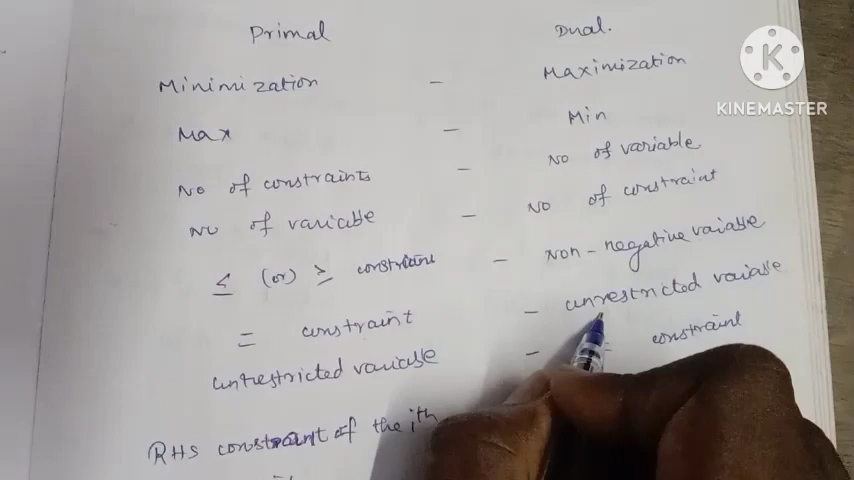 Primal Dual.
KINEMASTER
Minimization - Maximization
Max - Min
No of constraints - No of variable
No of variable - No of constraint
≤ (or) ≥ constraint - Non-negative variable
= constraint - unrestricted variable
unrestricted variable - = constraint
RHS constraint of the ith